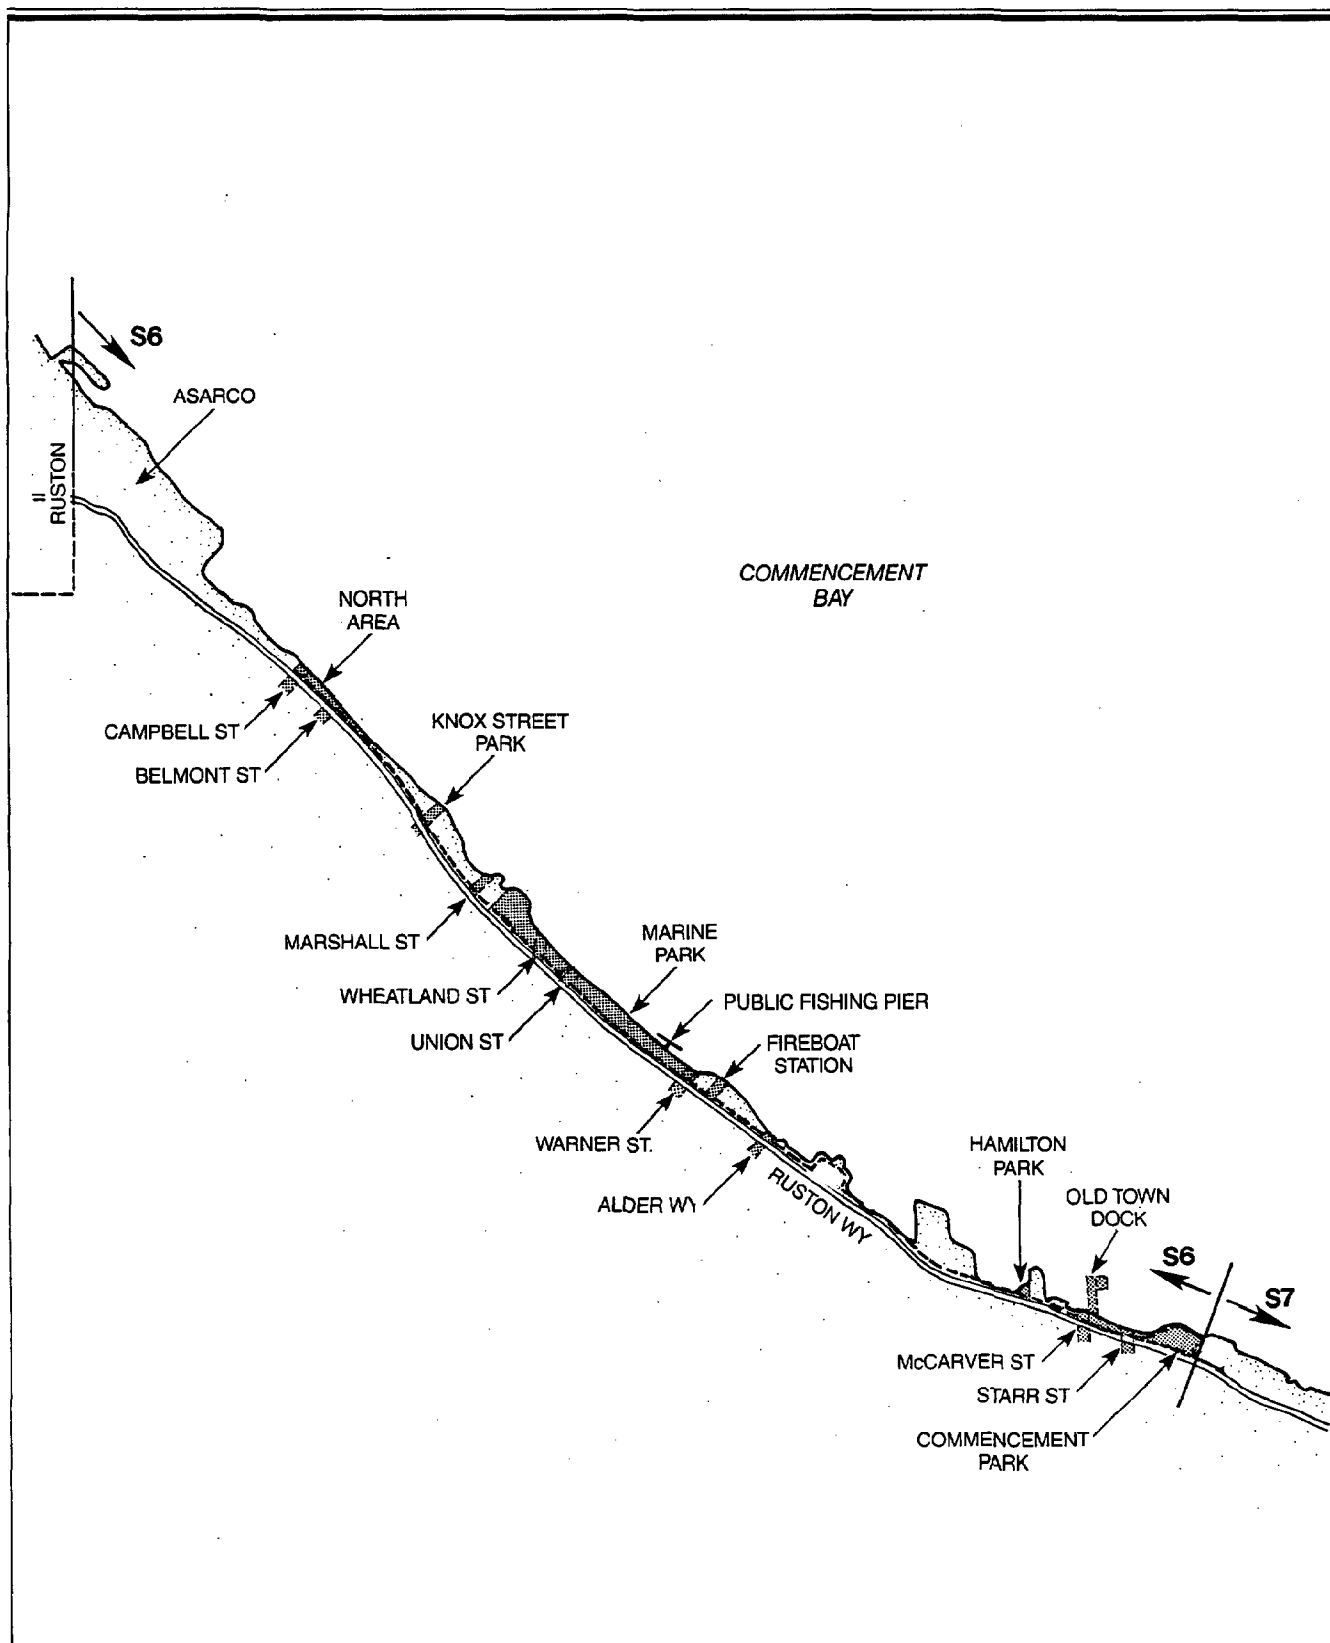 S6
ASARCO
RUSTON
COMMENCEMENT
BAY
NORTH
AREA
CAMPBELL ST
BELMONT ST
KNOX STREET
PARK
MARSHALL ST
WHEATLAND ST
UNION ST
MARINE
PARK
PUBLIC FISHING PIER
FIREBOAT
STATION
WARNER ST.
ALDER WY
RUSTON WY
HAMILTON
PARK
OLD TOWN
DOCK
S6
S7
McCARVER ST
STARR ST
COMMENCEMENT
PARK